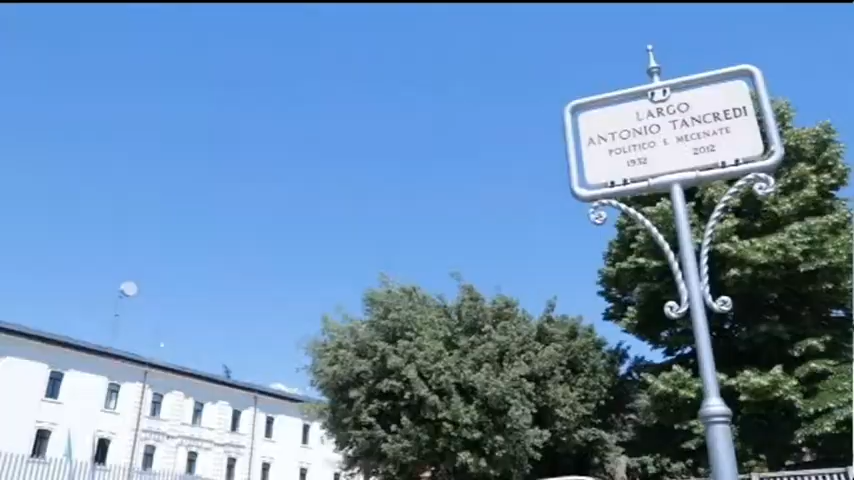 LARGO
ANTONIO TANCREDI
POLITICO E MECENATE
1932 2012